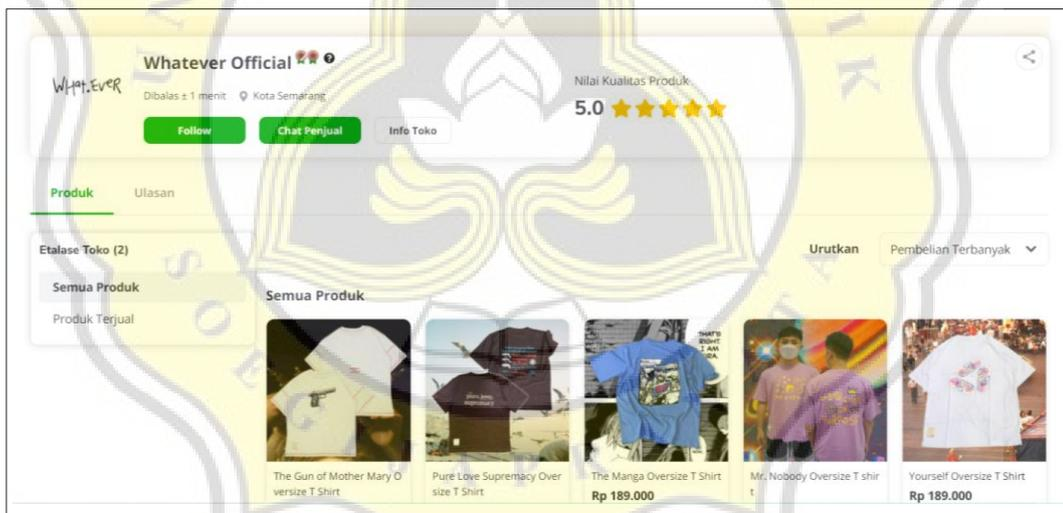 Whatever Official
WHAT.EVER
Dibalas ± 1 menit
Kota Semarang
Follow
Chat Penjual
Info Toko
Nilai Kualitas Produk
5.0
Produk
Ulasan
Etalase Toko (2)
Semua Produk
Produk Terjual
Urutkan
Pembelian Terbanyak
Semua Produk
THAT'S
RIGHT.
I AM
The Gun of Mother Mary O
versize T Shirt
Pure Love Supremacy Over
size T Shirt
The Manga Oversize T Shirt
Rp 189.000
Mr. Nobody Oversize T shir
t
Yourself Oversize T Shirt
Rp 189.000